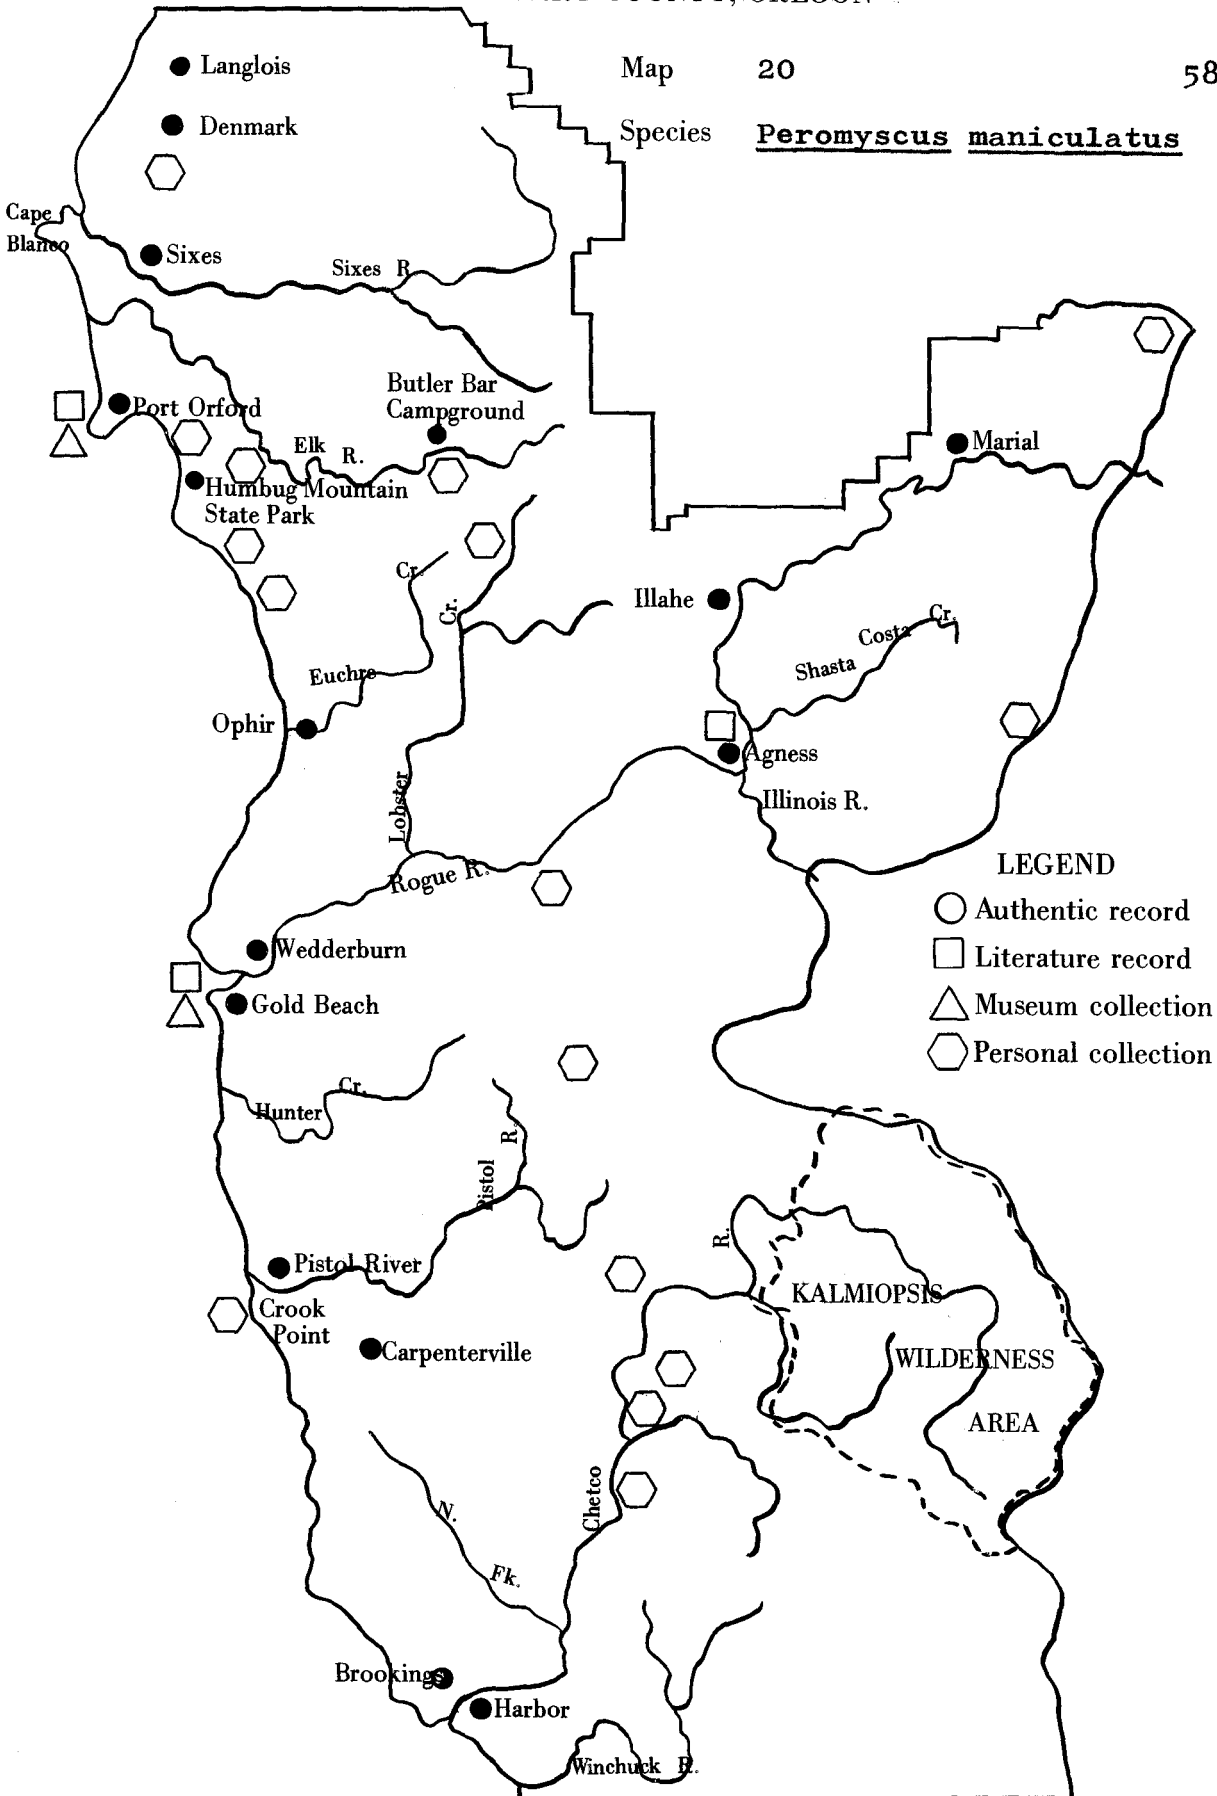 COUNTY, OREGON
Map 20 58
Species Peromyscus maniculatus
Langlois
Denmark
Cape
Blanco
Sixes
Sixes R
Port Orford
Butler Bar
Campground
Elk R.
Humbug Mountain
State Park
Marial
Cr.
Cr.
Illahe
Shasta Costa Cr.
Euchre
Ophir
Agness
Illinois R.
Lobster
Rogue R.
LEGEND
Authentic record
Literature record
Museum collection
Personal collection
Wedderburn
Gold Beach
Cr.
Hunter
R.
Pistol
R.
Pistol River
Crook
Point
Carpenterville
KALMIOPSIS
WILDERNESS
AREA
Chetco
N.
Fk.
Brookings
Harbor
Winchuck R.